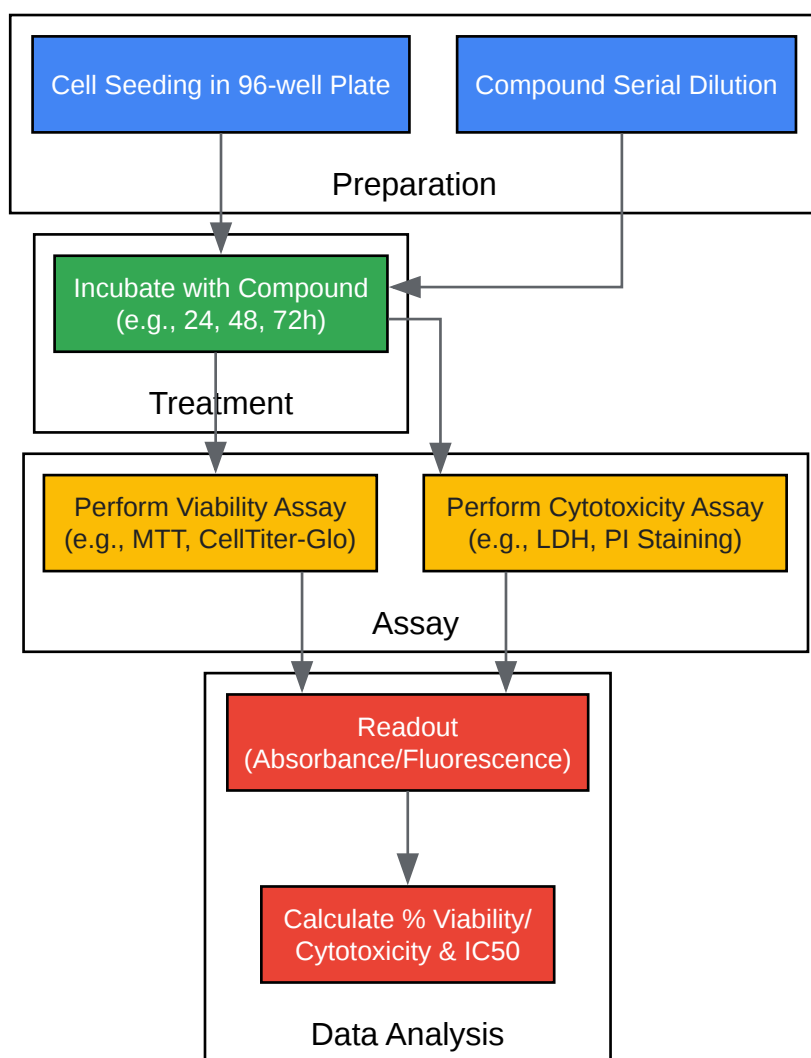 Cell Seeding in 96-well Plate
Compound Serial Dilution
Preparation
Incubate with Compound
(e.g., 24, 48, 72h)
Treatment
Perform Viability Assay
(e.g., MTT, CellTiter-Glo)
Perform Cytotoxicity Assay
(e.g., LDH, PI Staining)
Assay
Readout
(Absorbance/Fluorescence)
Calculate % Viability/
Cytotoxicity & IC50
Data Analysis